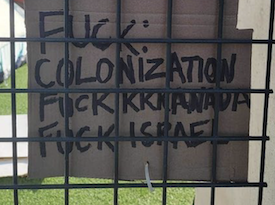 FUCK:
COLONIZATION
FUCK KKKANADA
FUCK ISRAEL